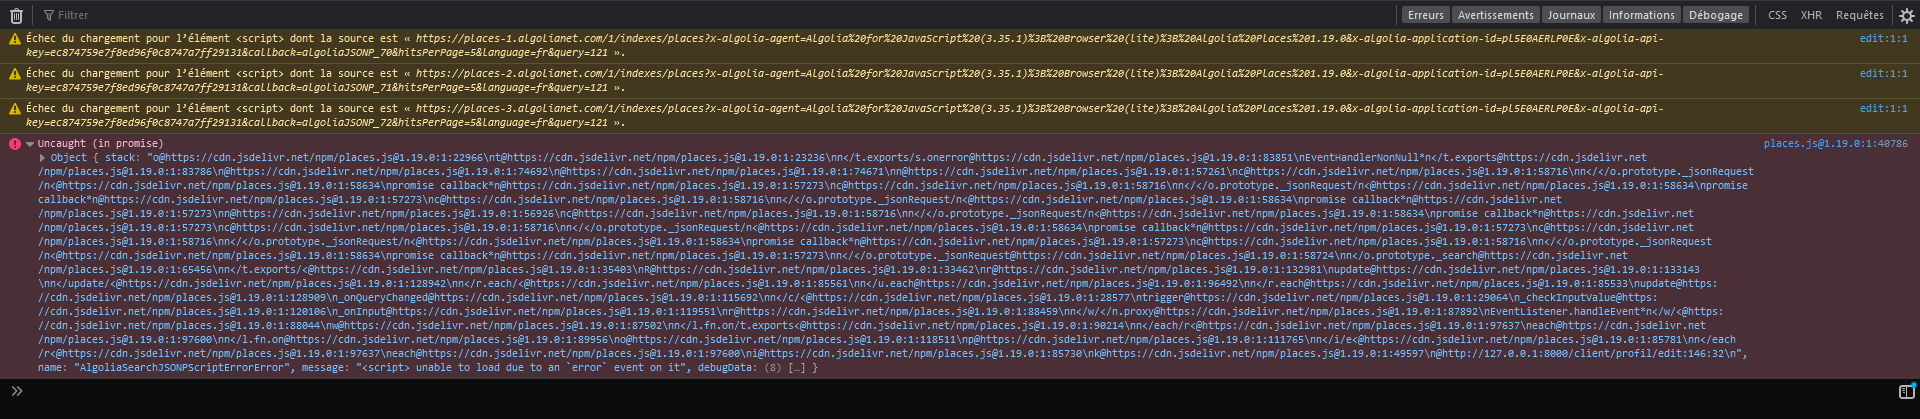 Filtrer Erreurs Avertissements Journaux Informations Débogage CSS XHR Requêtes
Échec du chargement pour l’élément <script> dont la source est « https://places-1.algolianet.com/1/indexes/places?x-algolia-agent=Algolia%20for%20JavaScript%20(3.35.1)%3B%20Browser%20(lite)%3B%20Algolia%20Places%201.19.0&x-algolia-application-id=pl5E0AERLP0E&x-algolia-api- edit:1:1
key=ec874759e7f8ed96f0c8747a7ff29131&callback=algoliaJSONP_70&hitsPerPage=5&language=fr&query=121 ».
Échec du chargement pour l’élément <script> dont la source est « https://places-2.algolianet.com/1/indexes/places?x-algolia-agent=Algolia%20for%20JavaScript%20(3.35.1)%3B%20Browser%20(lite)%3B%20Algolia%20Places%201.19.0&x-algolia-application-id=pl5E0AERLP0E&x-algolia-api- edit:1:1
key=ec874759e7f8ed96f0c8747a7ff29131&callback=algoliaJSONP_71&hitsPerPage=5&language=fr&query=121 ».
Échec du chargement pour l’élément <script> dont la source est « https://places-3.algolianet.com/1/indexes/places?x-algolia-agent=Algolia%20for%20JavaScript%20(3.35.1)%3B%20Browser%20(lite)%3B%20Algolia%20Places%201.19.0&x-algolia-application-id=pl5E0AERLP0E&x-algolia-api- edit:1:1
key=ec874759e7f8ed96f0c8747a7ff29131&callback=algoliaJSONP_72&hitsPerPage=5&language=fr&query=121 ».
Uncaught (in promise) places.js@1.19.0:1:40786
Object { stack: "o@https://cdn.jsdelivr.net/npm/places.js@1.19.0:1:22966\nt@https://cdn.jsdelivr.net/npm/places.js@1.19.0:1:23236\nn</t.exports/s.onerror@https://cdn.jsdelivr.net/npm/places.js@1.19.0:1:83851\nEventHandlerNonNull*n</t.exports@https://cdn.jsdelivr.net
/npm/places.js@1.19.0:1:83786\n@https://cdn.jsdelivr.net/npm/places.js@1.19.0:1:74692\n@https://cdn.jsdelivr.net/npm/places.js@1.19.0:1:74671\nn@https://cdn.jsdelivr.net/npm/places.js@1.19.0:1:57261\nc@https://cdn.jsdelivr.net/npm/places.js@1.19.0:1:58716\nn</</o.prototype._jsonRequest
/n<@https://cdn.jsdelivr.net/npm/places.js@1.19.0:1:58634\npromise callback*n@https://cdn.jsdelivr.net/npm/places.js@1.19.0:1:57273\nc@https://cdn.jsdelivr.net/npm/places.js@1.19.0:1:58716\nn</</o.prototype._jsonRequest/n<@https://cdn.jsdelivr.net/npm/places.js@1.19.0:1:58634\npromise
callback*n@https://cdn.jsdelivr.net/npm/places.js@1.19.0:1:57273\nc@https://cdn.jsdelivr.net/npm/places.js@1.19.0:1:58716\nn</</o.prototype._jsonRequest/n<@https://cdn.jsdelivr.net/npm/places.js@1.19.0:1:58634\npromise callback*n@https://cdn.jsdelivr.net
/npm/places.js@1.19.0:1:57273\nn@https://cdn.jsdelivr.net/npm/places.js@1.19.0:1:56926\nc@https://cdn.jsdelivr.net/npm/places.js@1.19.0:1:58716\nn</</o.prototype._jsonRequest/n<@https://cdn.jsdelivr.net/npm/places.js@1.19.0:1:58634\npromise callback*n@https://cdn.jsdelivr.net
/npm/places.js@1.19.0:1:57273\nc@https://cdn.jsdelivr.net/npm/places.js@1.19.0:1:58716\nn</</o.prototype._jsonRequest/n<@https://cdn.jsdelivr.net/npm/places.js@1.19.0:1:58634\npromise callback*n@https://cdn.jsdelivr.net/npm/places.js@1.19.0:1:57273\nc@https://cdn.jsdelivr.net
/npm/places.js@1.19.0:1:58716\nn</</o.prototype._jsonRequest/n<@https://cdn.jsdelivr.net/npm/places.js@1.19.0:1:58634\npromise callback*n@https://cdn.jsdelivr.net/npm/places.js@1.19.0:1:57273\nc@https://cdn.jsdelivr.net/npm/places.js@1.19.0:1:58716\nn</</o.prototype._jsonRequest
/n<@https://cdn.jsdelivr.net/npm/places.js@1.19.0:1:58634\npromise callback*n@https://cdn.jsdelivr.net/npm/places.js@1.19.0:1:57273\nn</</o.prototype._jsonRequest@https://cdn.jsdelivr.net/npm/places.js@1.19.0:1:58724\nn</o.prototype._search@https://cdn.jsdelivr.net
/npm/places.js@1.19.0:1:65456\nn</t.exports/<@https://cdn.jsdelivr.net/npm/places.js@1.19.0:1:35403\nR@https://cdn.jsdelivr.net/npm/places.js@1.19.0:1:33462\nr@https://cdn.jsdelivr.net/npm/places.js@1.19.0:1:132981\nupdate@https://cdn.jsdelivr.net/npm/places.js@1.19.0:1:133143
\nn</update/<@https://cdn.jsdelivr.net/npm/places.js@1.19.0:1:128942\nn</r.each/<@https://cdn.jsdelivr.net/npm/places.js@1.19.0:1:85561\nn</u.each@https://cdn.jsdelivr.net/npm/places.js@1.19.0:1:96492\nn</r.each@https://cdn.jsdelivr.net/npm/places.js@1.19.0:1:85533\nupdate@https:
//cdn.jsdelivr.net/npm/places.js@1.19.0:1:128909\n_onQueryChanged@https://cdn.jsdelivr.net/npm/places.js@1.19.0:1:115692\nn</c/<@https://cdn.jsdelivr.net/npm/places.js@1.19.0:1:28577\ntrigger@https://cdn.jsdelivr.net/npm/places.js@1.19.0:1:29064\n_checkInputValue@https:
//cdn.jsdelivr.net/npm/places.js@1.19.0:1:120106\n_onInput@https://cdn.jsdelivr.net/npm/places.js@1.19.0:1:119551\nr@https://cdn.jsdelivr.net/npm/places.js@1.19.0:1:88459\nn</w/</n.proxy@https://cdn.jsdelivr.net/npm/places.js@1.19.0:1:87892\nEventListener.handleEvent*n</w/<@https:
//cdn.jsdelivr.net/npm/places.js@1.19.0:1:88044\nw@https://cdn.jsdelivr.net/npm/places.js@1.19.0:1:87502\nn</l.fn.on/t.exports<@https://cdn.jsdelivr.net/npm/places.js@1.19.0:1:90214\nn</each/r<@https://cdn.jsdelivr.net/npm/places.js@1.19.0:1:97637\neach@https://cdn.jsdelivr.net
/npm/places.js@1.19.0:1:97600\nn</l.fn.on@https://cdn.jsdelivr.net/npm/places.js@1.19.0:1:89956\no@https://cdn.jsdelivr.net/npm/places.js@1.19.0:1:118511\np@https://cdn.jsdelivr.net/npm/places.js@1.19.0:1:111765\nn</i/e<@https://cdn.jsdelivr.net/npm/places.js@1.19.0:1:85781\nn</each
/r<@https://cdn.jsdelivr.net/npm/places.js@1.19.0:1:97637\neach@https://cdn.jsdelivr.net/npm/places.js@1.19.0:1:97600\ni@https://cdn.jsdelivr.net/npm/places.js@1.19.0:1:85730\nk@https://cdn.jsdelivr.net/npm/places.js@1.19.0:1:49597\n@http://127.0.0.1:8000/client/profil/edit:146:32\n",
name: "AlgoliaSearchJSONPScriptErrorError", message: "<script> unable to load due to an `error` event on it", debugData: (8) […] }